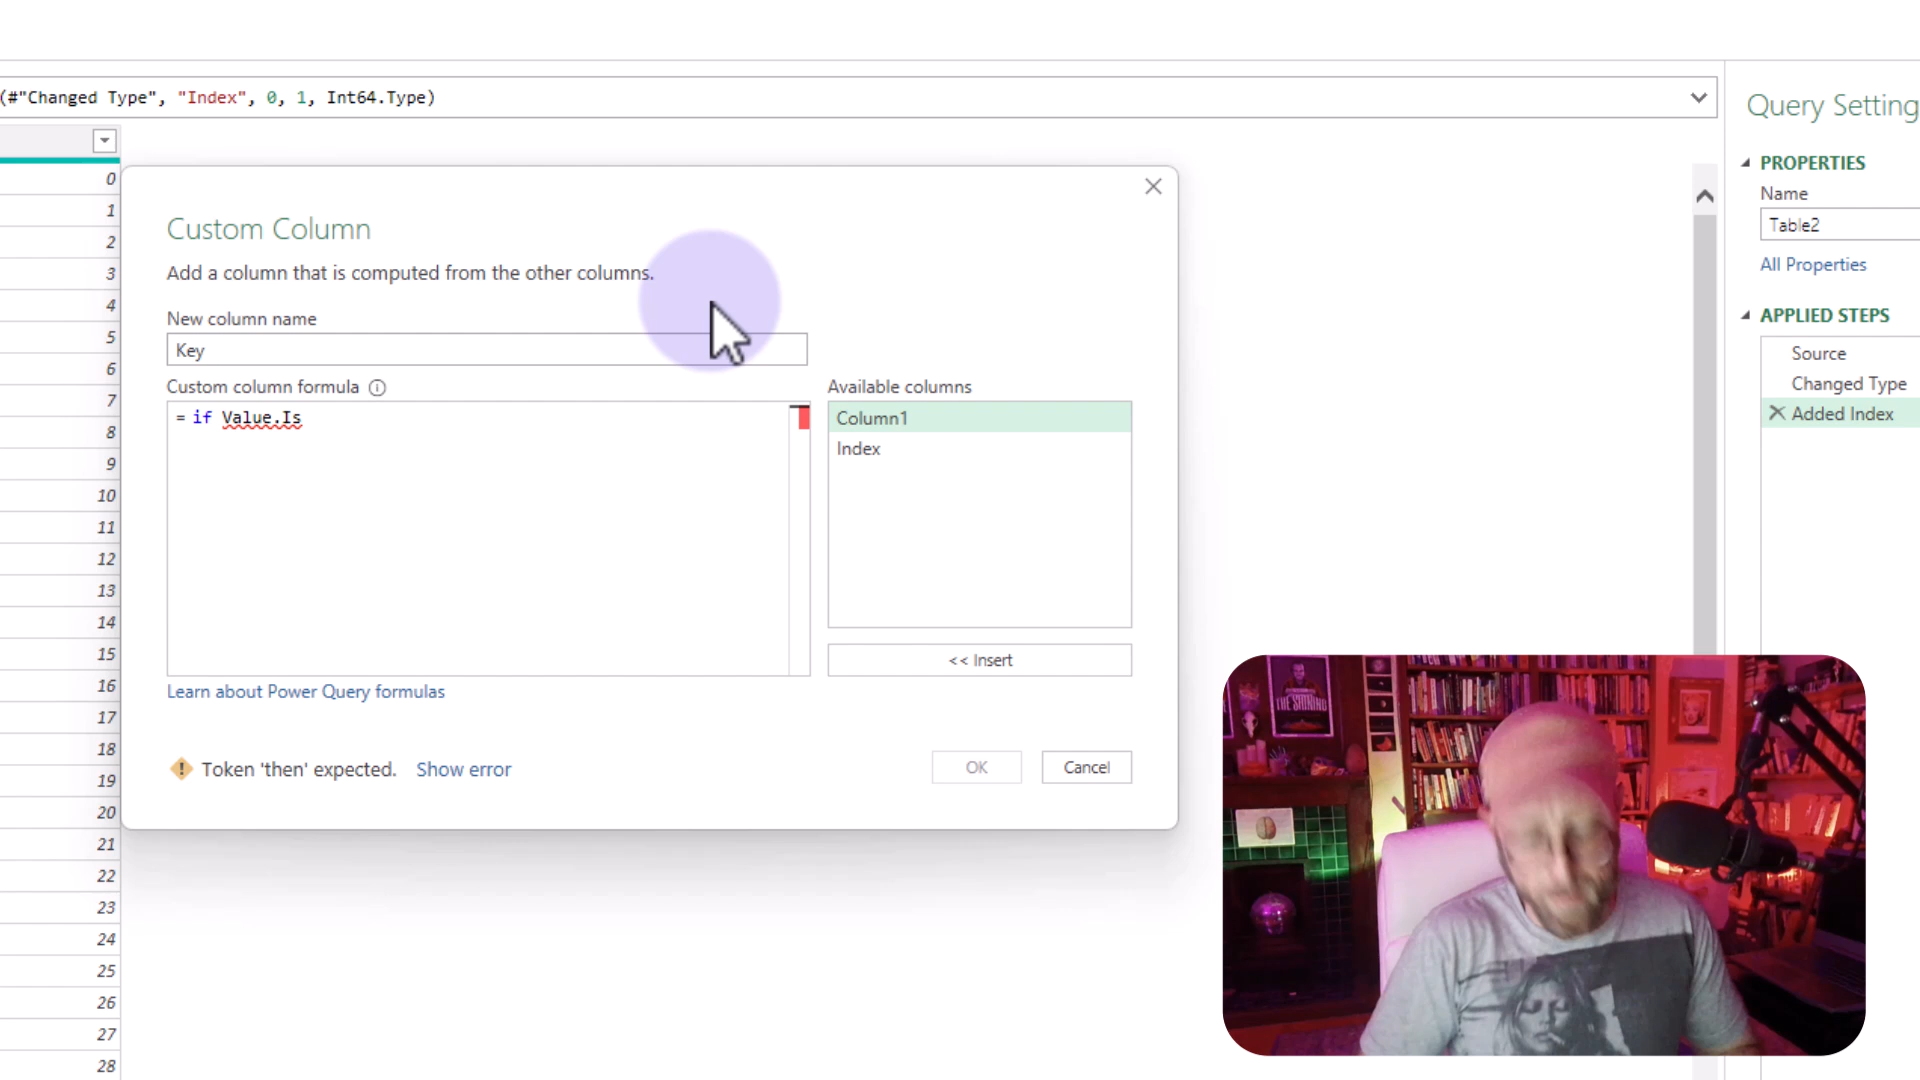 (#"Changed Type", "Index", 0, 1, Int64.Type)
Query Setting
PROPERTIES
Name
Table2
All Properties
APPLIED STEPS
Source
Changed Type
Added Index
0
1
2
3
4
5
6
7
8
9
10
11
12
13
14
15
16
17
18
19
20
21
22
23
24
25
26
27
28
Custom Column
Add a column that is computed from the other columns.
New column name
Key
Custom column formula
= if Value.Is
Available columns
Column1
Index
<< Insert
Learn about Power Query formulas
Token 'then' expected. Show error
OK
Cancel
THE SHINING